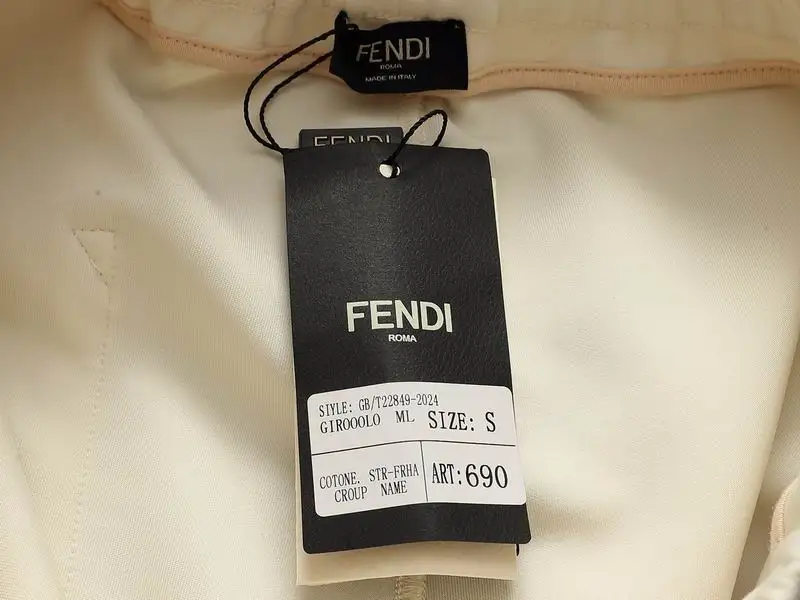 FENDI
ROMA
MADE IN ITALY
FENDI
FENDI
ROMA
SIYLE: GB/T22849-2024
GIROOOLO ML SIZE: S
COTONE. STR-FRHA
CROUP NAME
ART:690